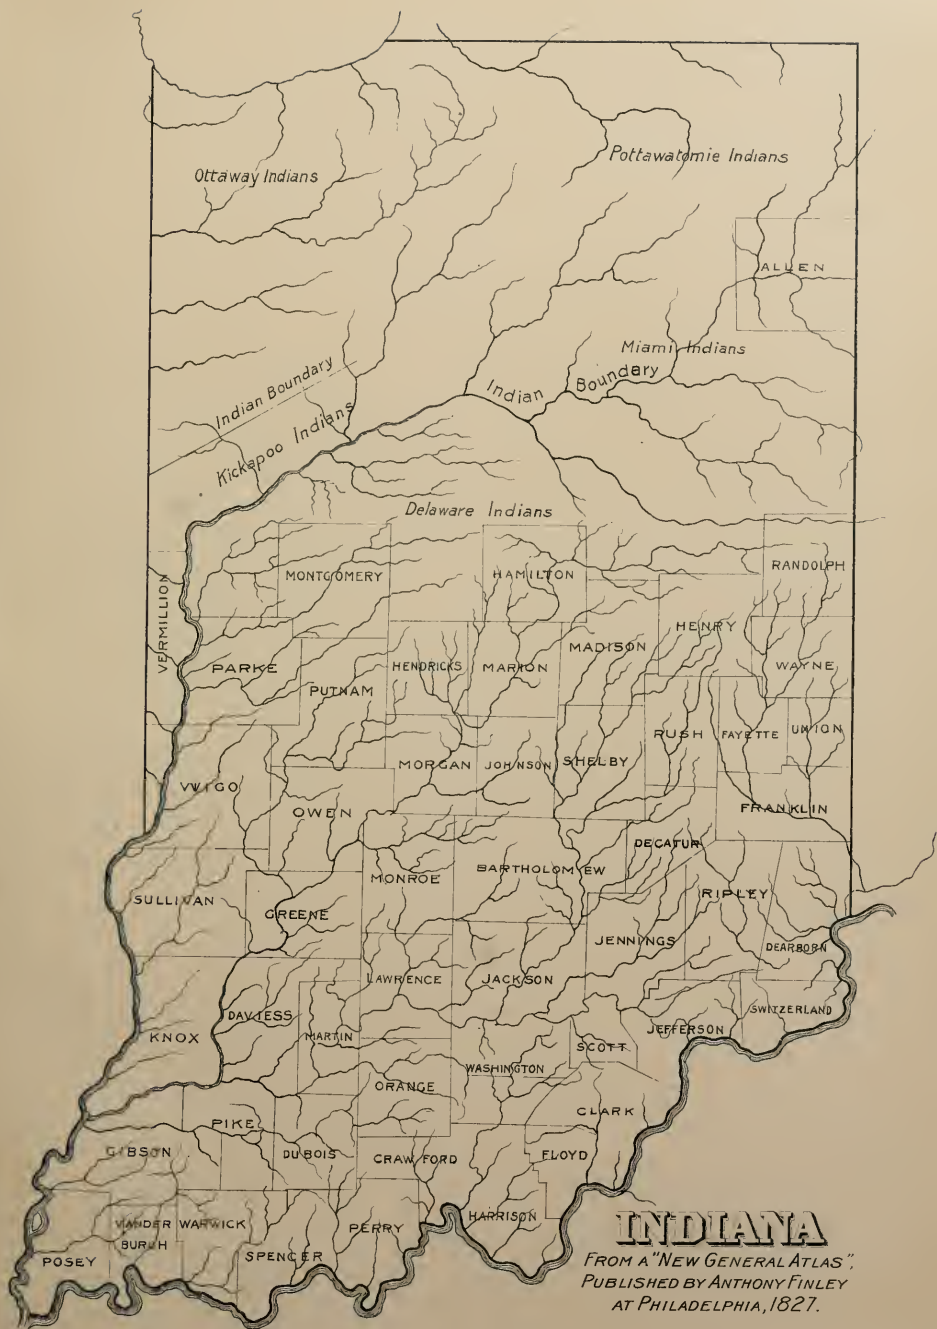 Ottaway Indians
Pottawatomie Indians
ALLEN
Miami Indians
Indian Boundary
Indian Boundary
Kickapoo Indians
Delaware Indians
MONTGOMERY
HAMILTON
RANDOLPH
VERMILLION
HENRY
MADISON
PARKE
PUTNAM
HENDRICKS
MARION
WAYNE
RUSH
FAYETTE
UNION
VWIGO
MORGAN
JOHNSON
SHELBY
OWEN
FRANKLIN
DECATUR
MONROE
BARTHOLOMEW
RIPLEY
SULLIVAN
GREENE
JENNINGS
DEARBORN
LAWRENCE
JACKSON
DAVIESS
SWITZERLAND
KNOX
MARTIN
JEFFERSON
SCOTT
WASHINGTON
ORANGE
CLARK
PIKE
GIBSON
DUBOIS
CRAWFORD
FLOYD
HARRISON
VANDER
BURGH
WARWICK
PERRY
SPENCER
POSEY
INDIANA
FROM A "NEW GENERAL ATLAS",
PUBLISHED BY ANTHONY FINLEY
AT PHILADELPHIA, 1827.